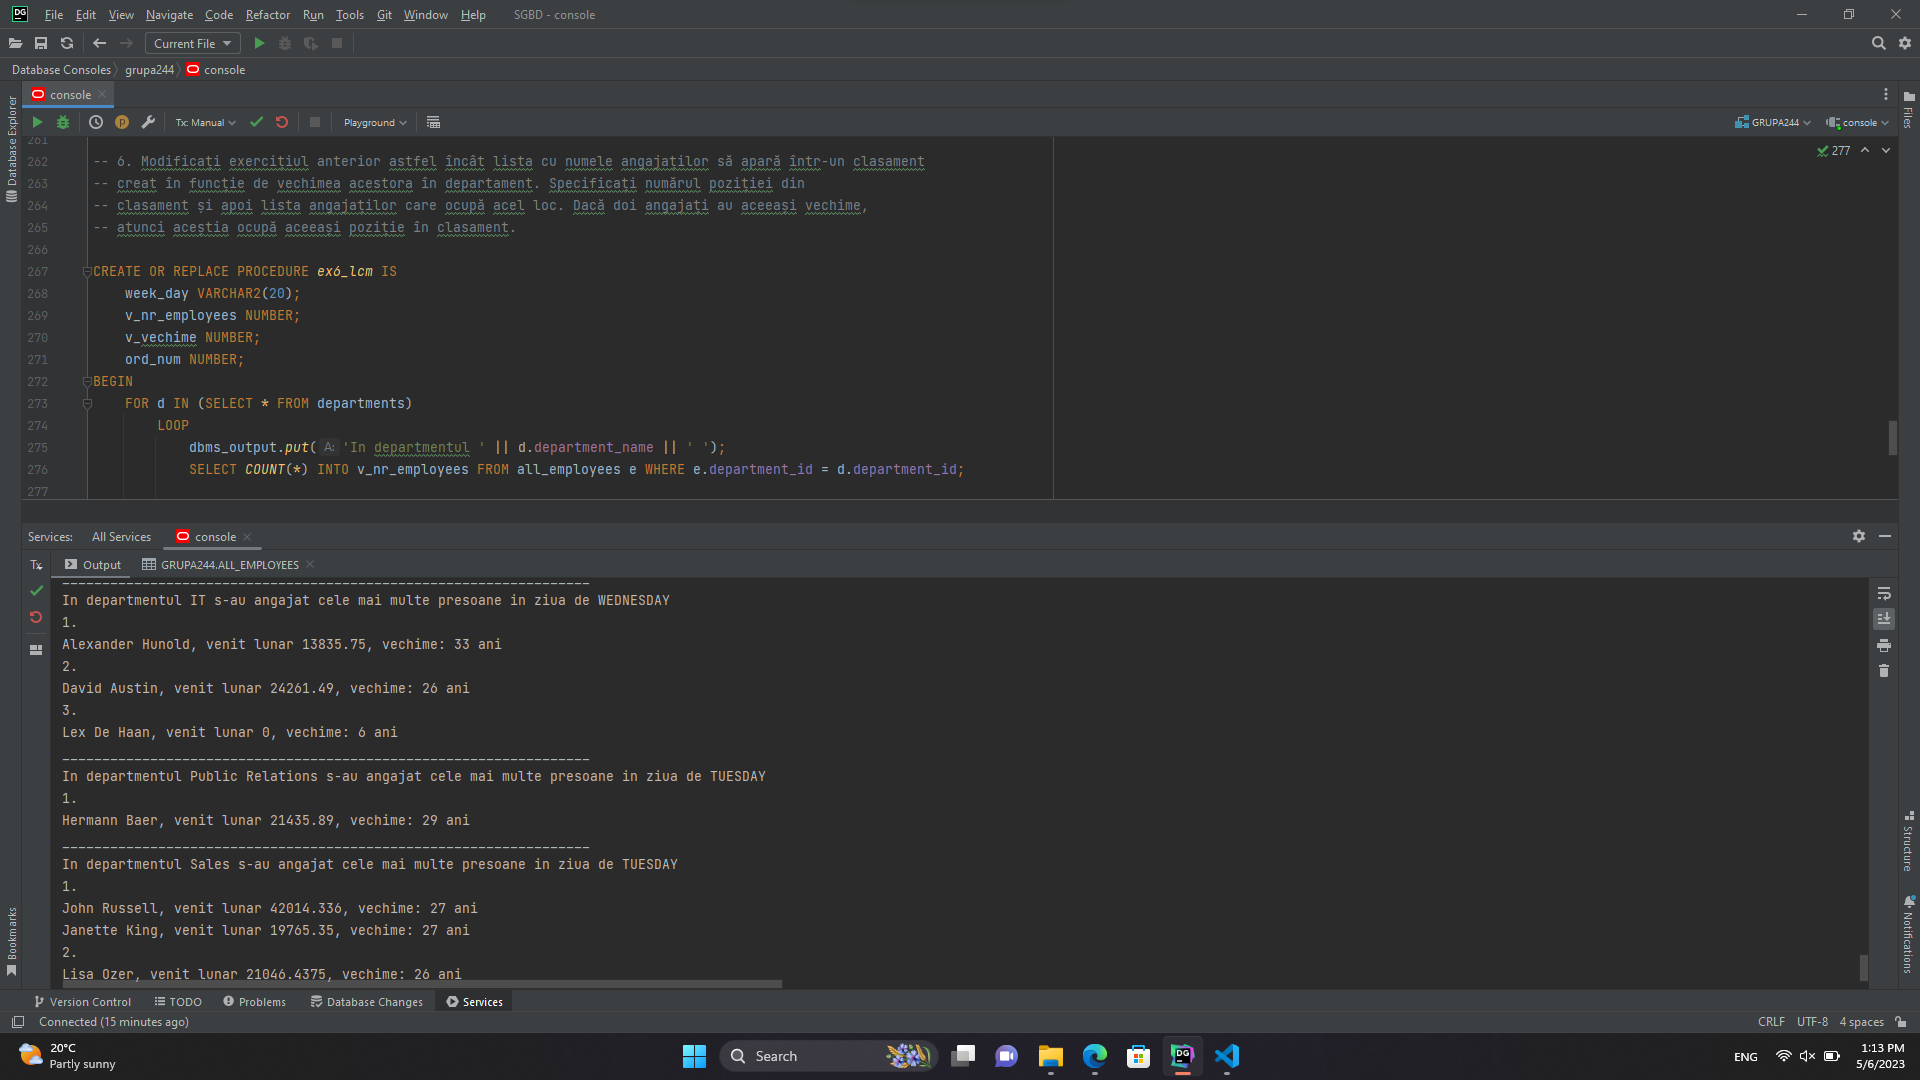 DG File Edit View Navigate Code Refactor Run Tools Git Window Help SGBD - console
Current File
Database Consoles grupa244 console
console
Tx: Manual Playground GRUPA244 console
Database Explorer
Files
277
261
262 -- 6. Modificați exercițiul anterior astfel încât lista cu numele angajaților să apară într-un clasament
263 -- creat în funcție de vechimea acestora în departament. Specificați numărul poziției din
264 -- clasament și apoi lista angajaților care ocupă acel loc. Dacă doi angajați au aceeași vechime,
265 -- atunci aceștia ocupă aceeași poziție în clasament.
266
267 CREATE OR REPLACE PROCEDURE ex6_lcm IS
268 week_day VARCHAR2(20);
269 v_nr_employees NUMBER;
270 v_vechime NUMBER;
271 ord_num NUMBER;
272 BEGIN
273 FOR d IN (SELECT * FROM departments)
274 LOOP
275 dbms_output.put( A: 'In departmentul ' || d.department_name || ' ');
276 SELECT COUNT(*) INTO v_nr_employees FROM all_employees e WHERE e.department_id = d.department_id;
277
Services: All Services console
Tx Output GRUPA244.ALL_EMPLOYEES
__________________________________________________________________
In departmentul IT s-au angajat cele mai multe presoane in ziua de WEDNESDAY
1.
Alexander Hunold, venit lunar 13835.75, vechime: 33 ani
2.
David Austin, venit lunar 24261.49, vechime: 26 ani
3.
Lex De Haan, venit lunar 0, vechime: 6 ani
__________________________________________________________________
In departmentul Public Relations s-au angajat cele mai multe presoane in ziua de TUESDAY
1.
Hermann Baer, venit lunar 21435.89, vechime: 29 ani
__________________________________________________________________
In departmentul Sales s-au angajat cele mai multe presoane in ziua de TUESDAY
1.
John Russell, venit lunar 42014.336, vechime: 27 ani
Janette King, venit lunar 19765.35, vechime: 27 ani
2.
Lisa Ozer, venit lunar 21046.4375, vechime: 26 ani
Bookmarks
Structure
Notifications
Version Control TODO Problems Database Changes Services
Connected (15 minutes ago) CRLF UTF-8 4 spaces
20°C
Partly sunny
Search
DG
ENG
1:13 PM
5/6/2023